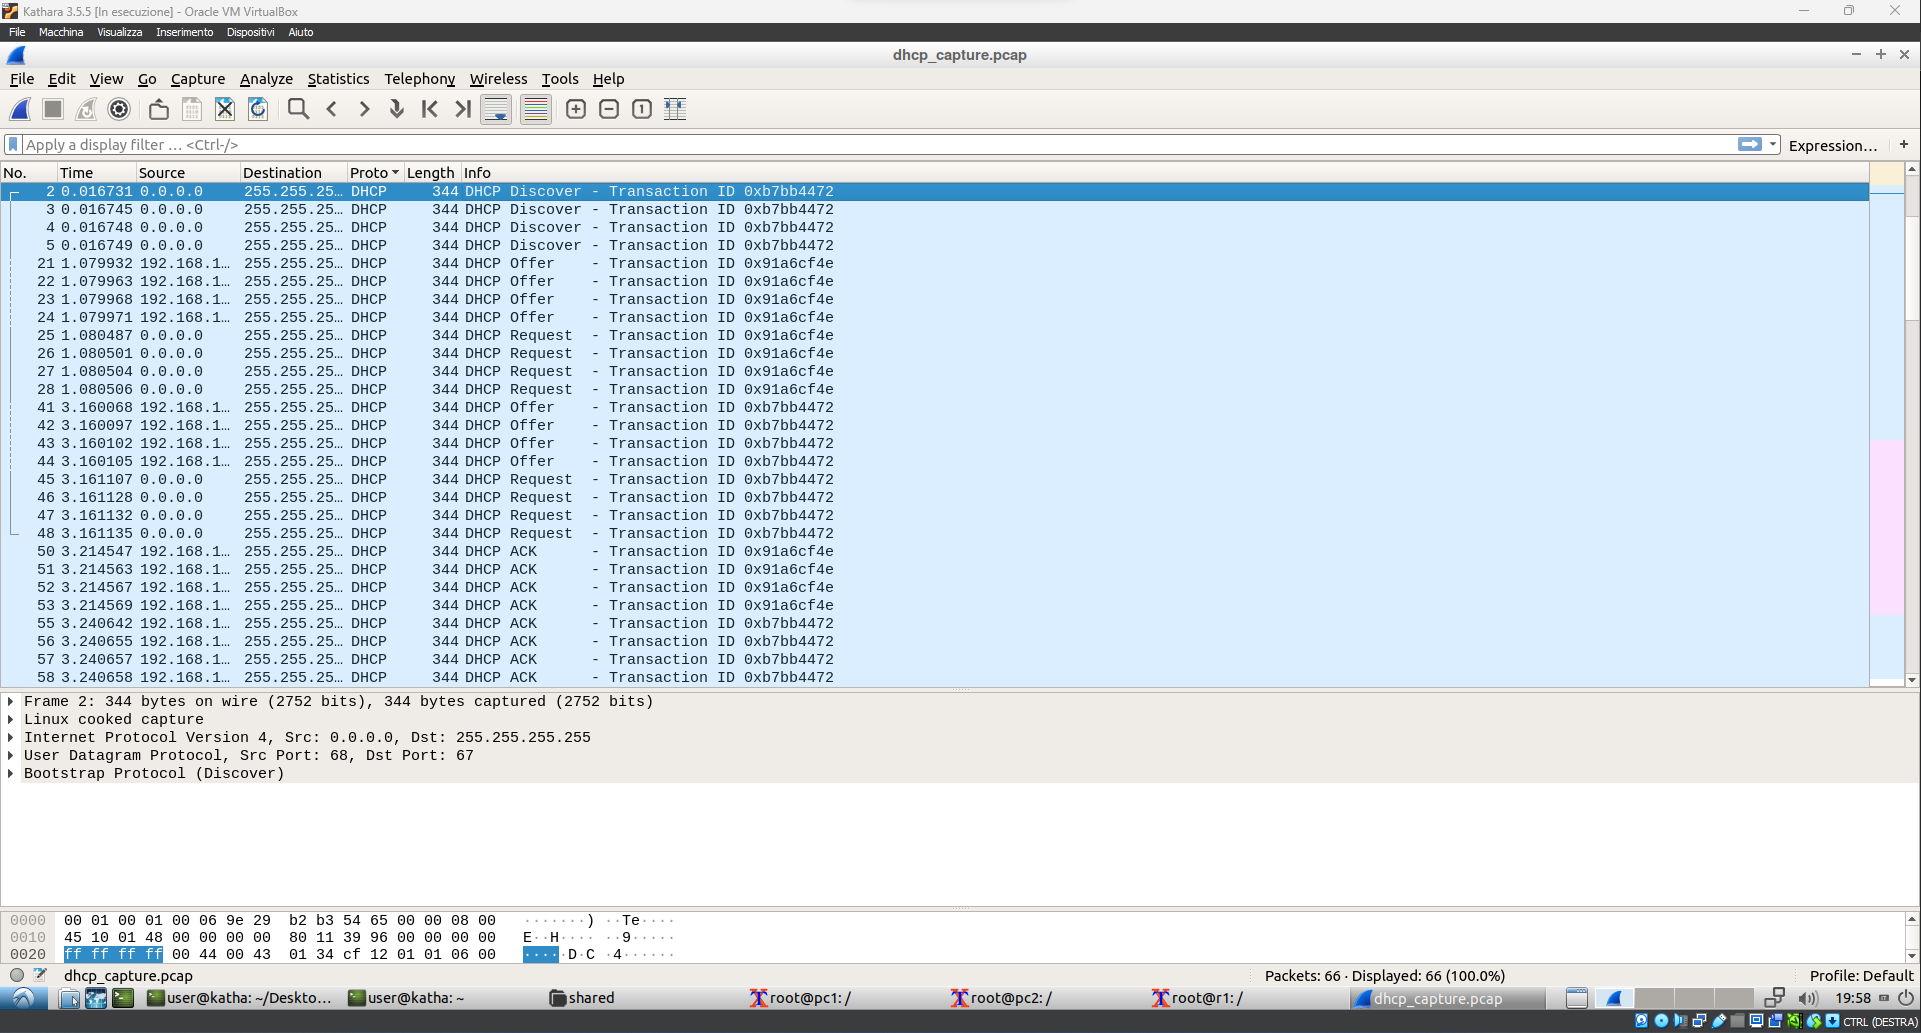 Kathara 3.5.5 [In esecuzione] - Oracle VM VirtualBox
File Macchina Visualizza Inserimento Dispositivi Aiuto
dhcp_capture.pcap
File Edit View Go Capture Analyze Statistics Telephony Wireless Tools Help
Apply a display filter … <Ctrl-/> Expression… +
No. Time Source Destination Proto Length Info
2 0.016731 0.0.0.0 255.255.25… DHCP 344 DHCP Discover - Transaction ID 0xb7bb4472
3 0.016745 0.0.0.0 255.255.25… DHCP 344 DHCP Discover - Transaction ID 0xb7bb4472
4 0.016748 0.0.0.0 255.255.25… DHCP 344 DHCP Discover - Transaction ID 0xb7bb4472
5 0.016749 0.0.0.0 255.255.25… DHCP 344 DHCP Discover - Transaction ID 0xb7bb4472
21 1.079932 192.168.1… 255.255.25… DHCP 344 DHCP Offer - Transaction ID 0x91a6cf4e
22 1.079963 192.168.1… 255.255.25… DHCP 344 DHCP Offer - Transaction ID 0x91a6cf4e
23 1.079968 192.168.1… 255.255.25… DHCP 344 DHCP Offer - Transaction ID 0x91a6cf4e
24 1.079971 192.168.1… 255.255.25… DHCP 344 DHCP Offer - Transaction ID 0x91a6cf4e
25 1.080487 0.0.0.0 255.255.25… DHCP 344 DHCP Request - Transaction ID 0x91a6cf4e
26 1.080501 0.0.0.0 255.255.25… DHCP 344 DHCP Request - Transaction ID 0x91a6cf4e
27 1.080504 0.0.0.0 255.255.25… DHCP 344 DHCP Request - Transaction ID 0x91a6cf4e
28 1.080506 0.0.0.0 255.255.25… DHCP 344 DHCP Request - Transaction ID 0x91a6cf4e
41 3.160068 192.168.1… 255.255.25… DHCP 344 DHCP Offer - Transaction ID 0xb7bb4472
42 3.160097 192.168.1… 255.255.25… DHCP 344 DHCP Offer - Transaction ID 0xb7bb4472
43 3.160102 192.168.1… 255.255.25… DHCP 344 DHCP Offer - Transaction ID 0xb7bb4472
44 3.160105 192.168.1… 255.255.25… DHCP 344 DHCP Offer - Transaction ID 0xb7bb4472
45 3.161107 0.0.0.0 255.255.25… DHCP 344 DHCP Request - Transaction ID 0xb7bb4472
46 3.161128 0.0.0.0 255.255.25… DHCP 344 DHCP Request - Transaction ID 0xb7bb4472
47 3.161132 0.0.0.0 255.255.25… DHCP 344 DHCP Request - Transaction ID 0xb7bb4472
48 3.161135 0.0.0.0 255.255.25… DHCP 344 DHCP Request - Transaction ID 0xb7bb4472
50 3.214547 192.168.1… 255.255.25… DHCP 344 DHCP ACK - Transaction ID 0x91a6cf4e
51 3.214563 192.168.1… 255.255.25… DHCP 344 DHCP ACK - Transaction ID 0x91a6cf4e
52 3.214567 192.168.1… 255.255.25… DHCP 344 DHCP ACK - Transaction ID 0x91a6cf4e
53 3.214569 192.168.1… 255.255.25… DHCP 344 DHCP ACK - Transaction ID 0x91a6cf4e
55 3.240642 192.168.1… 255.255.25… DHCP 344 DHCP ACK - Transaction ID 0xb7bb4472
56 3.240655 192.168.1… 255.255.25… DHCP 344 DHCP ACK - Transaction ID 0xb7bb4472
57 3.240657 192.168.1… 255.255.25… DHCP 344 DHCP ACK - Transaction ID 0xb7bb4472
58 3.240658 192.168.1… 255.255.25… DHCP 344 DHCP ACK - Transaction ID 0xb7bb4472
Frame 2: 344 bytes on wire (2752 bits), 344 bytes captured (2752 bits)
Linux cooked capture
Internet Protocol Version 4, Src: 0.0.0.0, Dst: 255.255.255.255
User Datagram Protocol, Src Port: 68, Dst Port: 67
Bootstrap Protocol (Discover)
0000 00 01 00 01 00 06 9e 29 b2 b3 54 65 00 00 08 00 ·······) ··Te····
0010 45 10 01 48 00 00 00 00 80 11 39 96 00 00 00 00 E··H···· ··9·····
0020 ff ff ff ff 00 44 00 43 01 34 cf 12 01 01 06 00 ·····D·C ·4······
dhcp_capture.pcap Packets: 66 · Displayed: 66 (100.0%) Profile: Default
user@katha: ~/Deskto... user@katha: ~ shared root@pc1: / root@pc2: / root@r1: / dhcp_capture.pcap 19:58
CTRL (DESTRA)